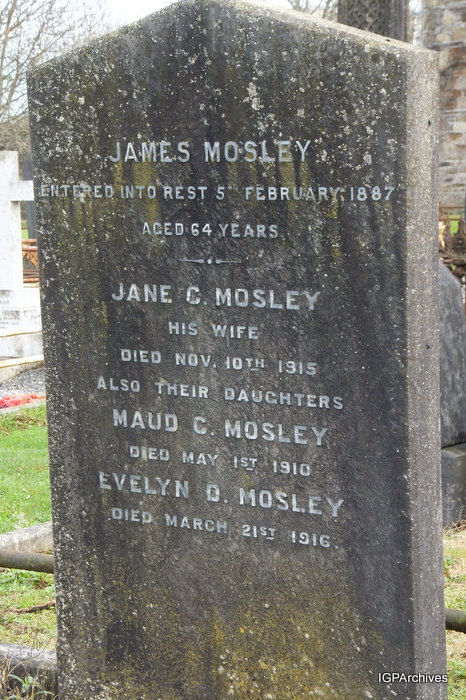 JAMES MOSLEY
ENTERED INTO REST 5TH FEBRUARY, 1887
AGED 64 YEARS.
JANE C. MOSLEY
HIS WIFE
DIED NOV. 10TH 1915
ALSO THEIR DAUGHTERS
MAUD C. MOSLEY
DIED MAY 1ST 1910
EVELYN D. MOSLEY
DIED MARCH 21ST 1916.
IGPArchives